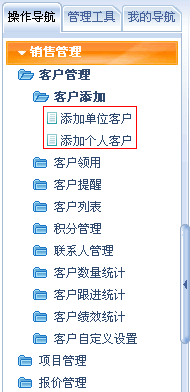 操作导航 管理工具 我的导航
销售管理
客户管理
客户添加
添加单位客户
添加个人客户
客户领用
客户提醒
客户列表
积分管理
联系人管理
客户数量统计
客户跟进统计
客户绩效统计
客户自定义设置
项目管理
报价管理